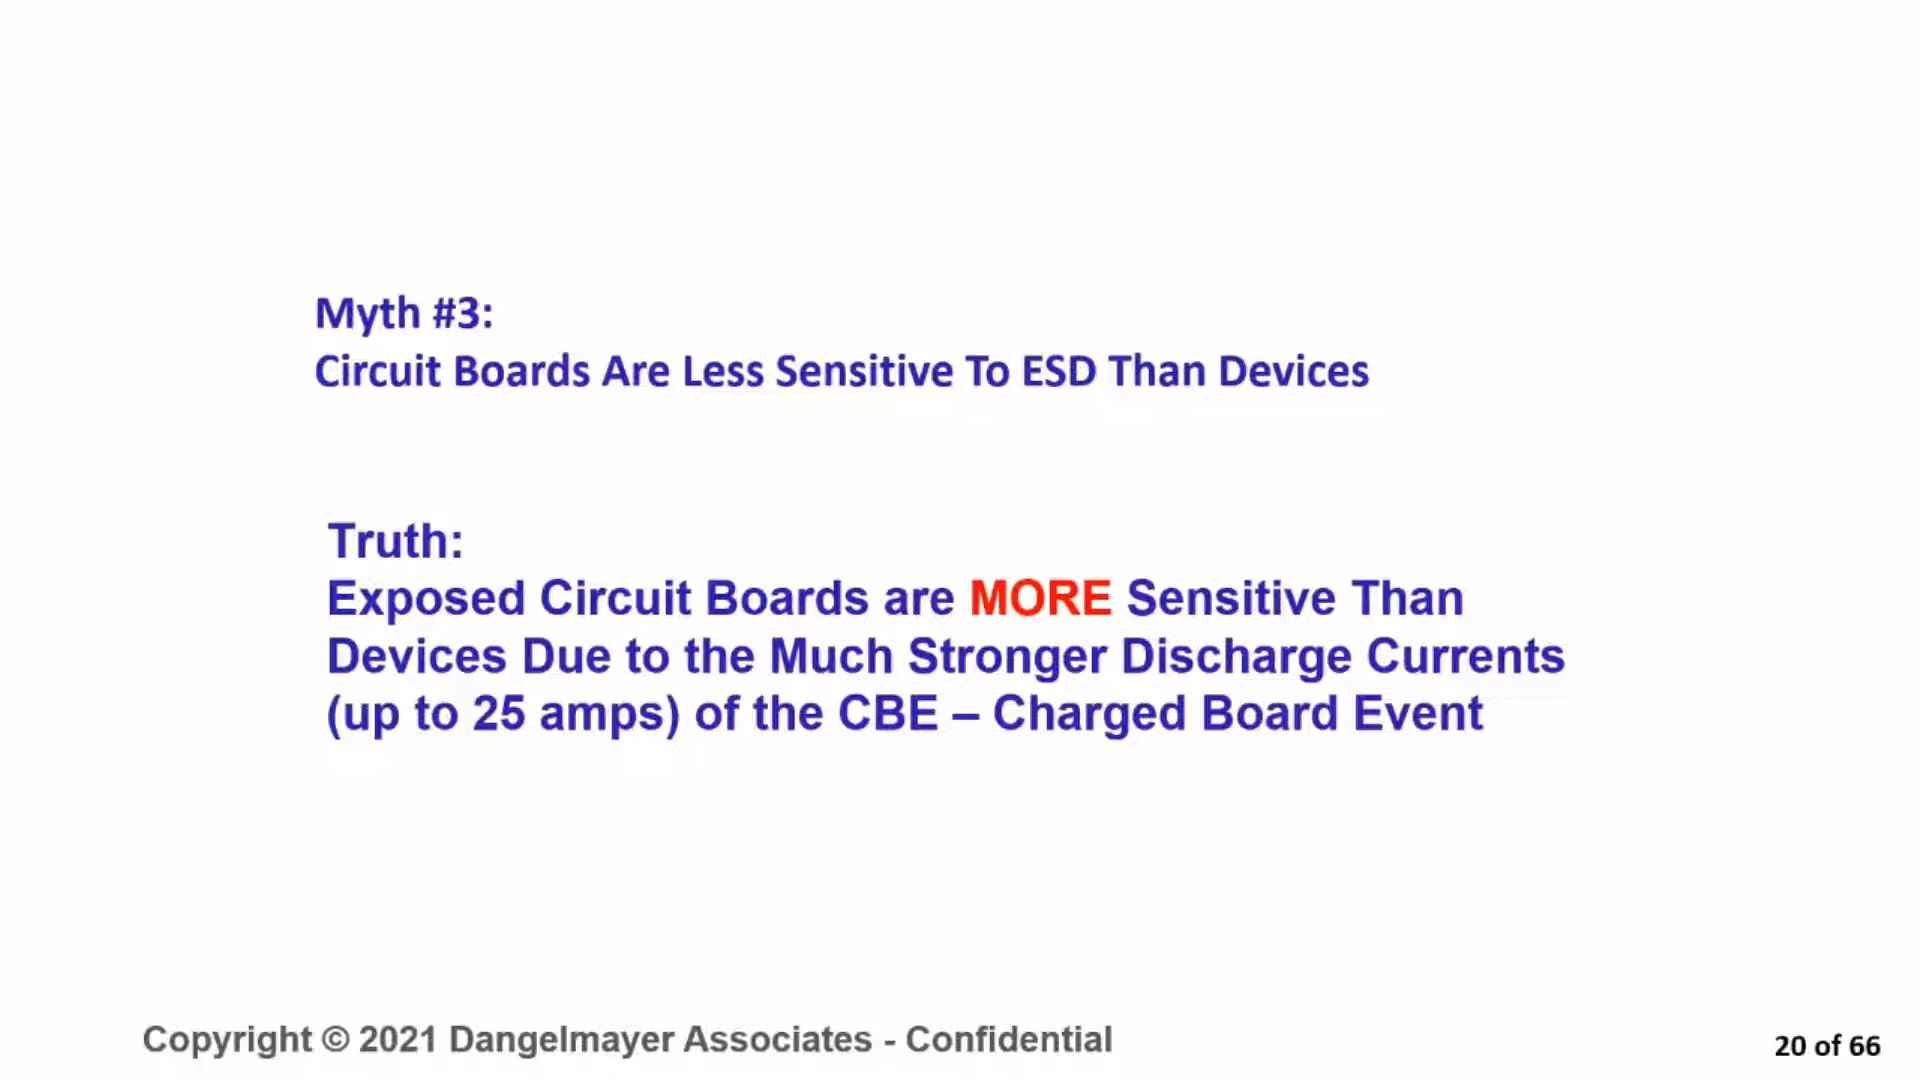 Myth #3:
Circuit Boards Are Less Sensitive To ESD Than Devices
Truth:
Exposed Circuit Boards are MORE Sensitive Than
Devices Due to the Much Stronger Discharge Currents
(up to 25 amps) of the CBE – Charged Board Event
Copyright © 2021 Dangelmayer Associates - Confidential
20 of 66